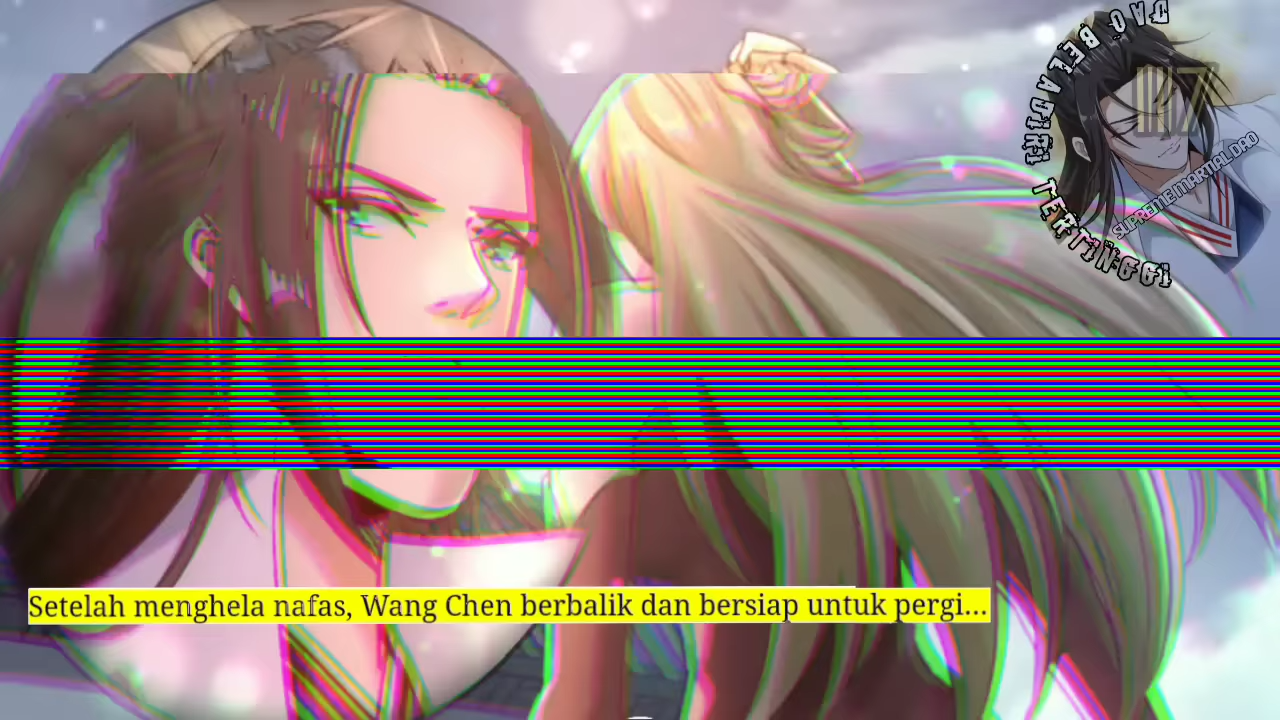 DAO BELADIRI TERTINGGI
SUPREME MARTIAL DAO
Setelah menghela nafas, Wang Chen berbalik dan bersiap untuk pergi...